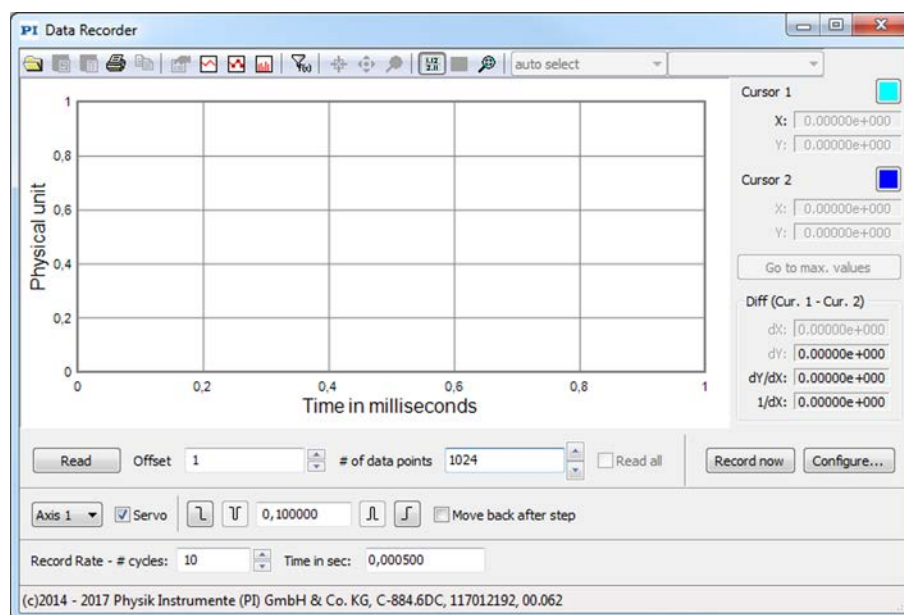 PI Data Recorder
auto select
1
0,8
0,6
0,4
0,2
0
Physical unit
0
0,2
0,4
0,6
0,8
1
Time in milliseconds
Cursor 1
X: 0.00000e+000
Y: 0.00000e+000
Cursor 2
X: 0.00000e+000
Y: 0.00000e+000
Go to max. values
Diff (Cur. 1 - Cur. 2)
dX: 0.00000e+000
dY: 0.00000e+000
dY/dX: 0.00000e+000
1/dX: 0.00000e+000
Read Offset 1 # of data points 1024 Read all Record now Configure...
Axis 1 Servo 0,100000 Move back after step
Record Rate - # cycles: 10 Time in sec: 0,000500
(c)2014 - 2017 Physik Instrumente (PI) GmbH & Co. KG, C-884.6DC, 117012192, 00.062